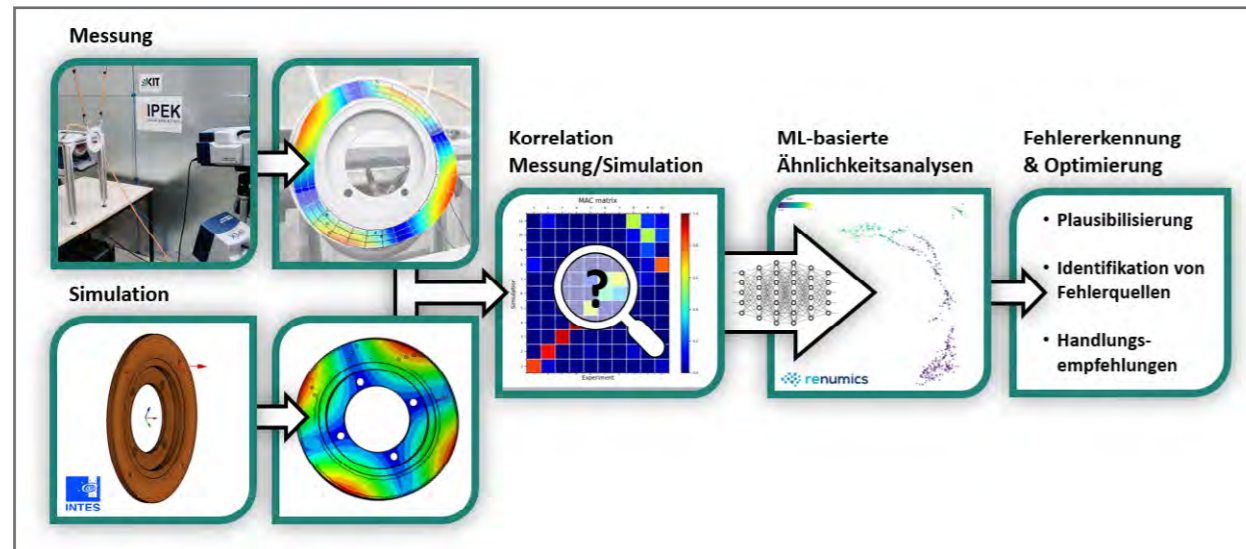 Messung
KIT
IPEK
Simulation
INTES
Korrelation
Messung/Simulation
MAC matrix
Simulation
?
Experiment
ML-basierte
Ähnlichkeitsanalysen
renumics
Fehlererkennung
& Optimierung
• Plausibilisierung
• Identifikation von
Fehlerquellen
• Handlungs-
empfehlungen